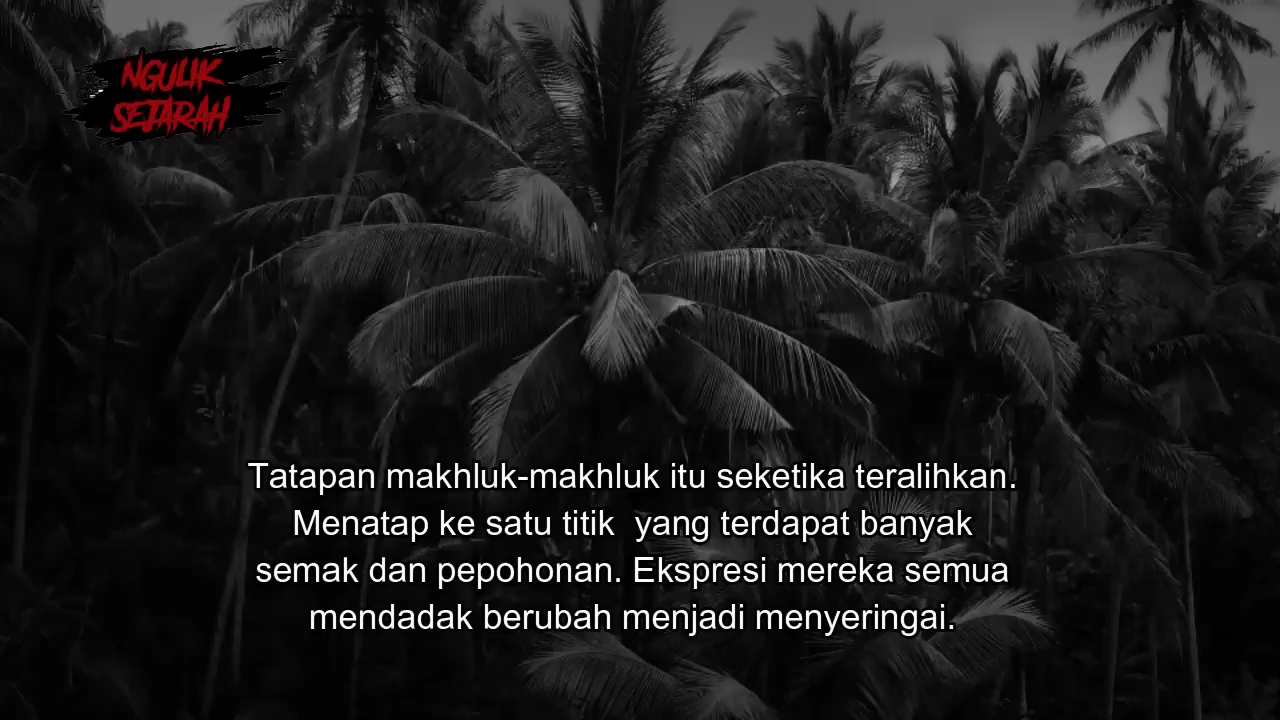 NGULIK
SEJARAH
Tatapan makhluk-makhluk itu seketika teralihkan.
Menatap ke satu titik  yang terdapat banyak
semak dan pepohonan. Ekspresi mereka semua
mendadak berubah menjadi menyeringai.